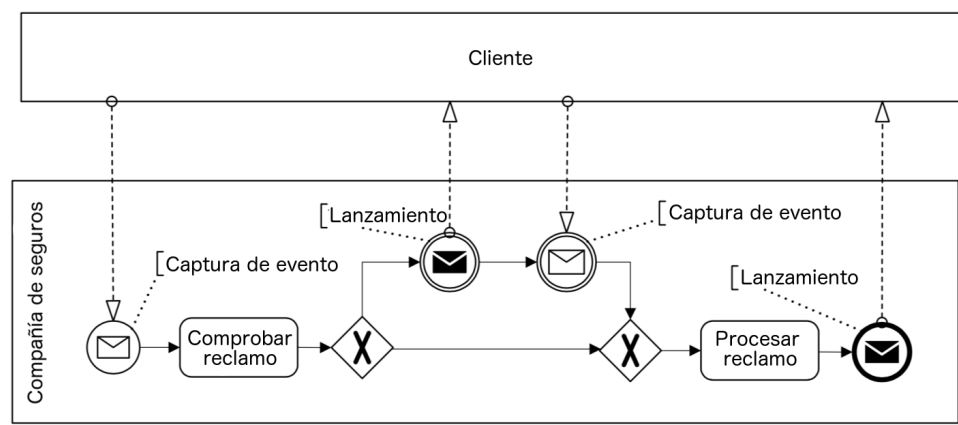 Cliente
Compañía de seguros
[Lanzamiento
[Captura de evento
[Captura de evento
[Lanzamiento
Comprobar
reclamo
X
X
Procesar
reclamo